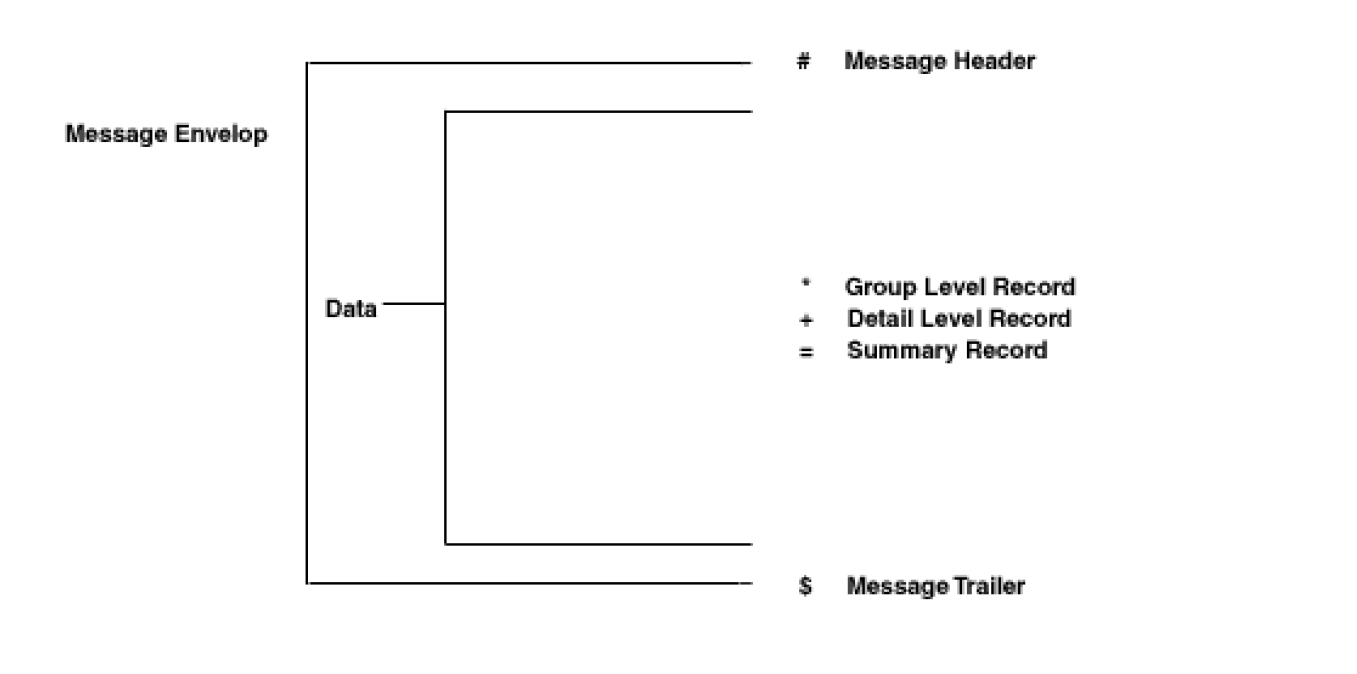 # Message Header
Message Envelop
* Group Level Record
Data
+ Detail Level Record
= Summary Record
$ Message Trailer